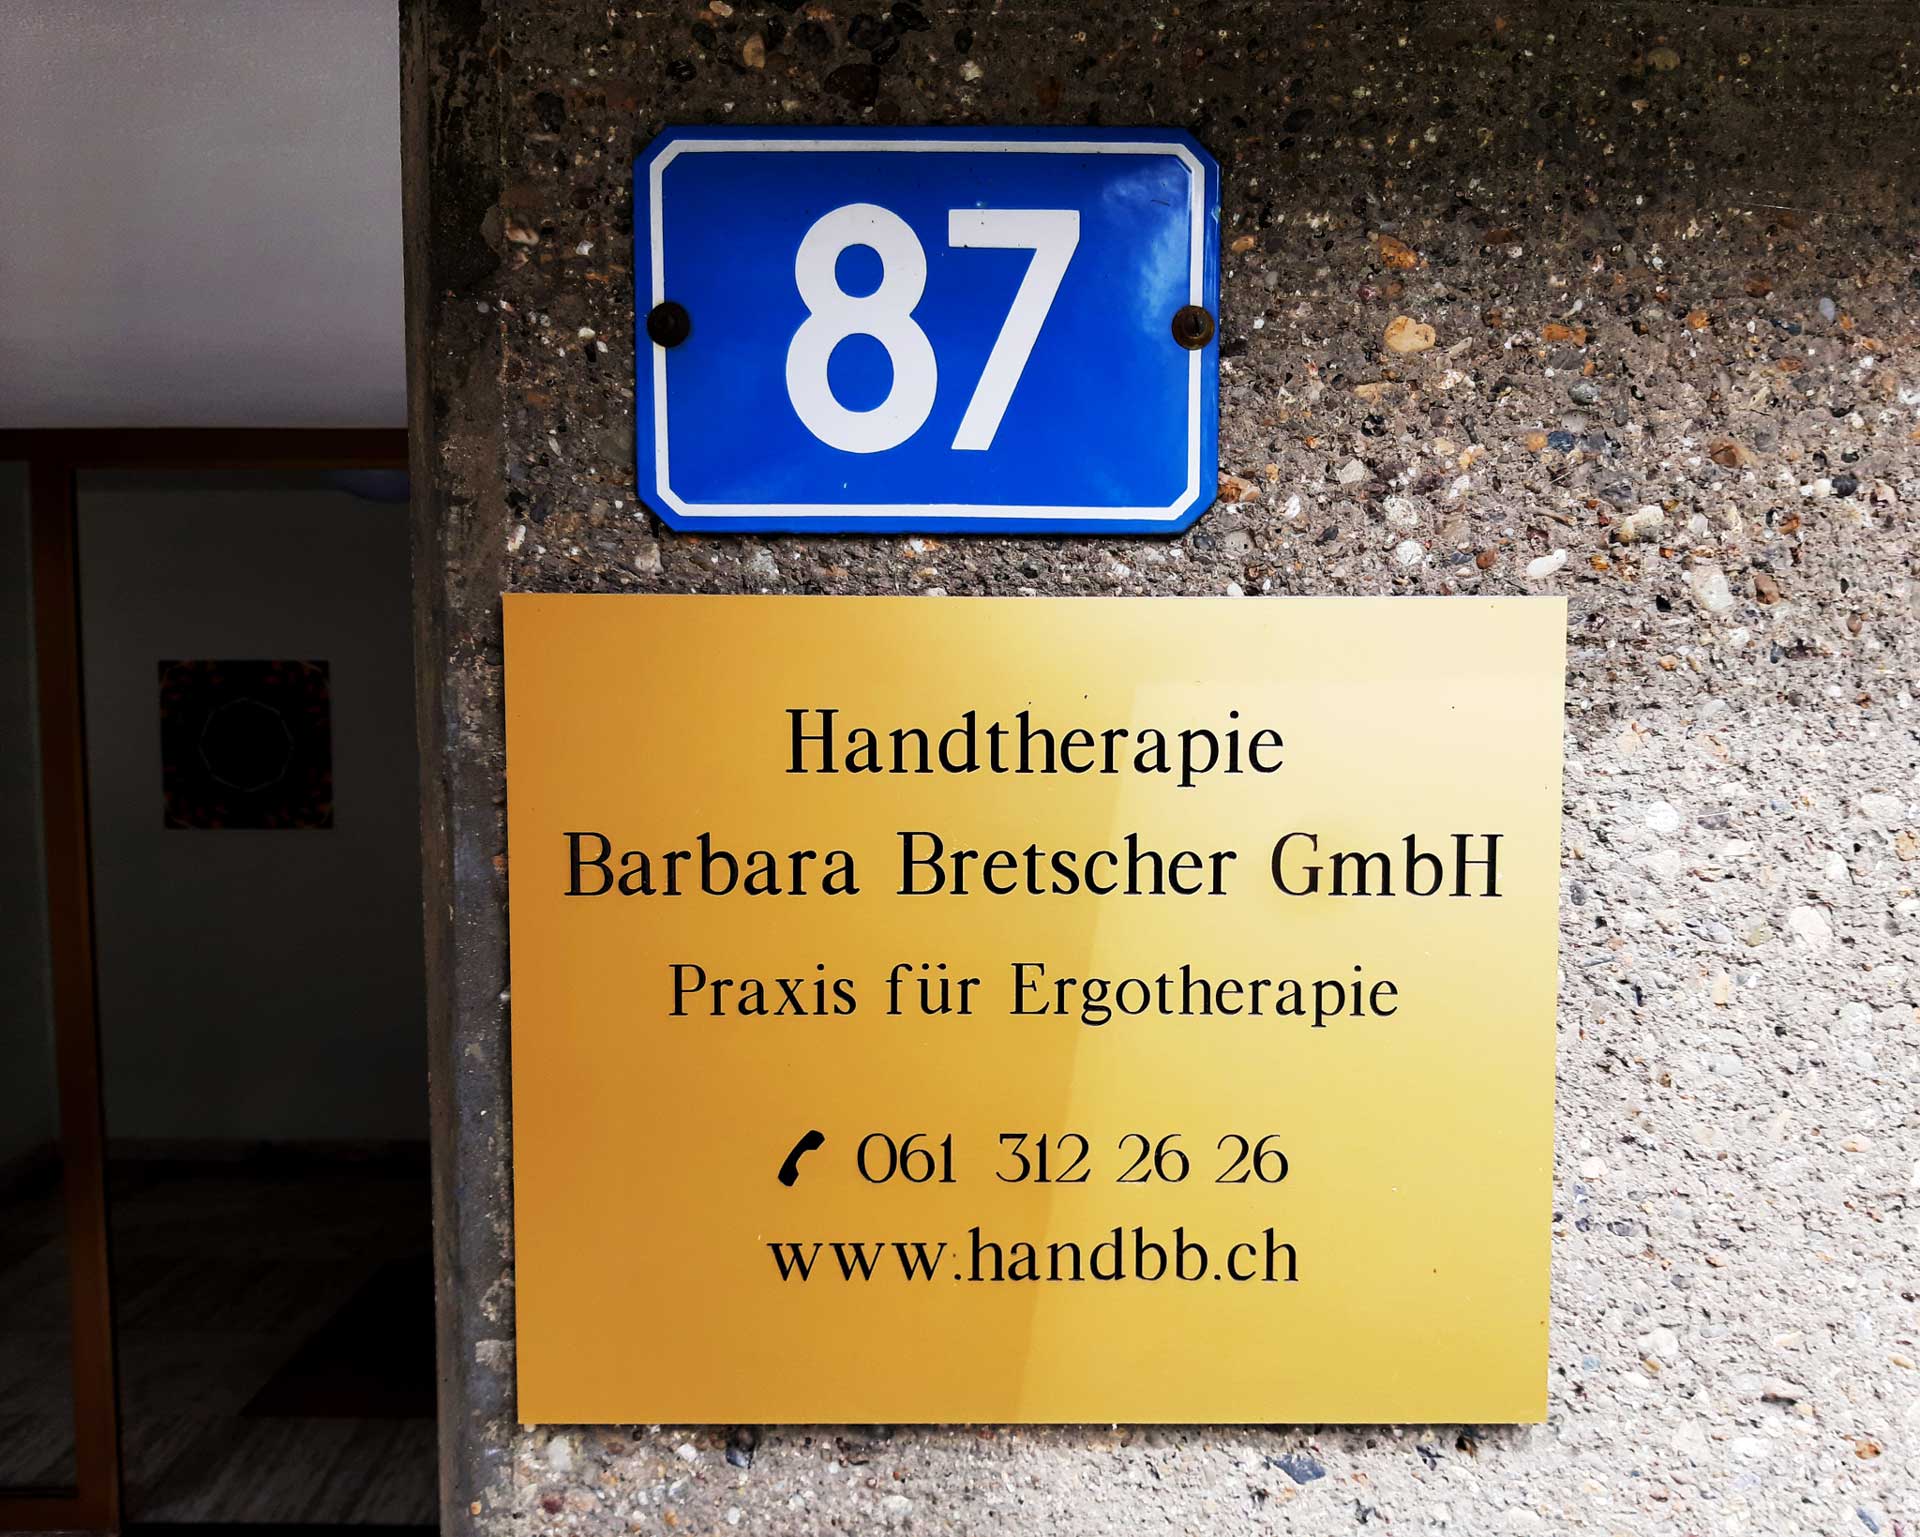 87
Handtherapie
Barbara Bretscher GmbH
Praxis für Ergotherapie
061 312 26 26
www.handbb.ch